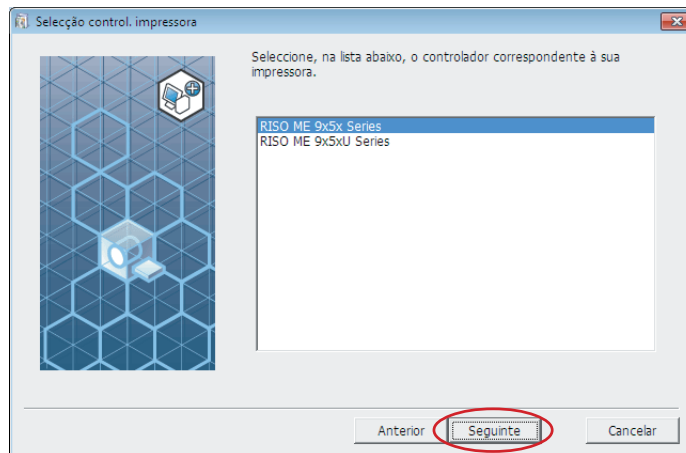 Selecção control. impressora
Seleccione, na lista abaixo, o controlador correspondente à sua
impressora.
RISO ME 9x5x Series
RISO ME 9x5xU Series
Anterior
Seguinte
Cancelar